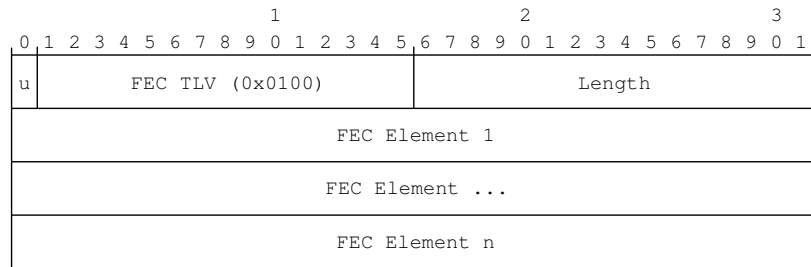 1 2 3
0 1 2 3 4 5 6 7 8 9 0 1 2 3 4 5 6 7 8 9 0 1 2 3 4 5 6 7 8 9 0 1
u FEC TLV (0x0100) Length
FEC Element 1
FEC Element ...
FEC Element n